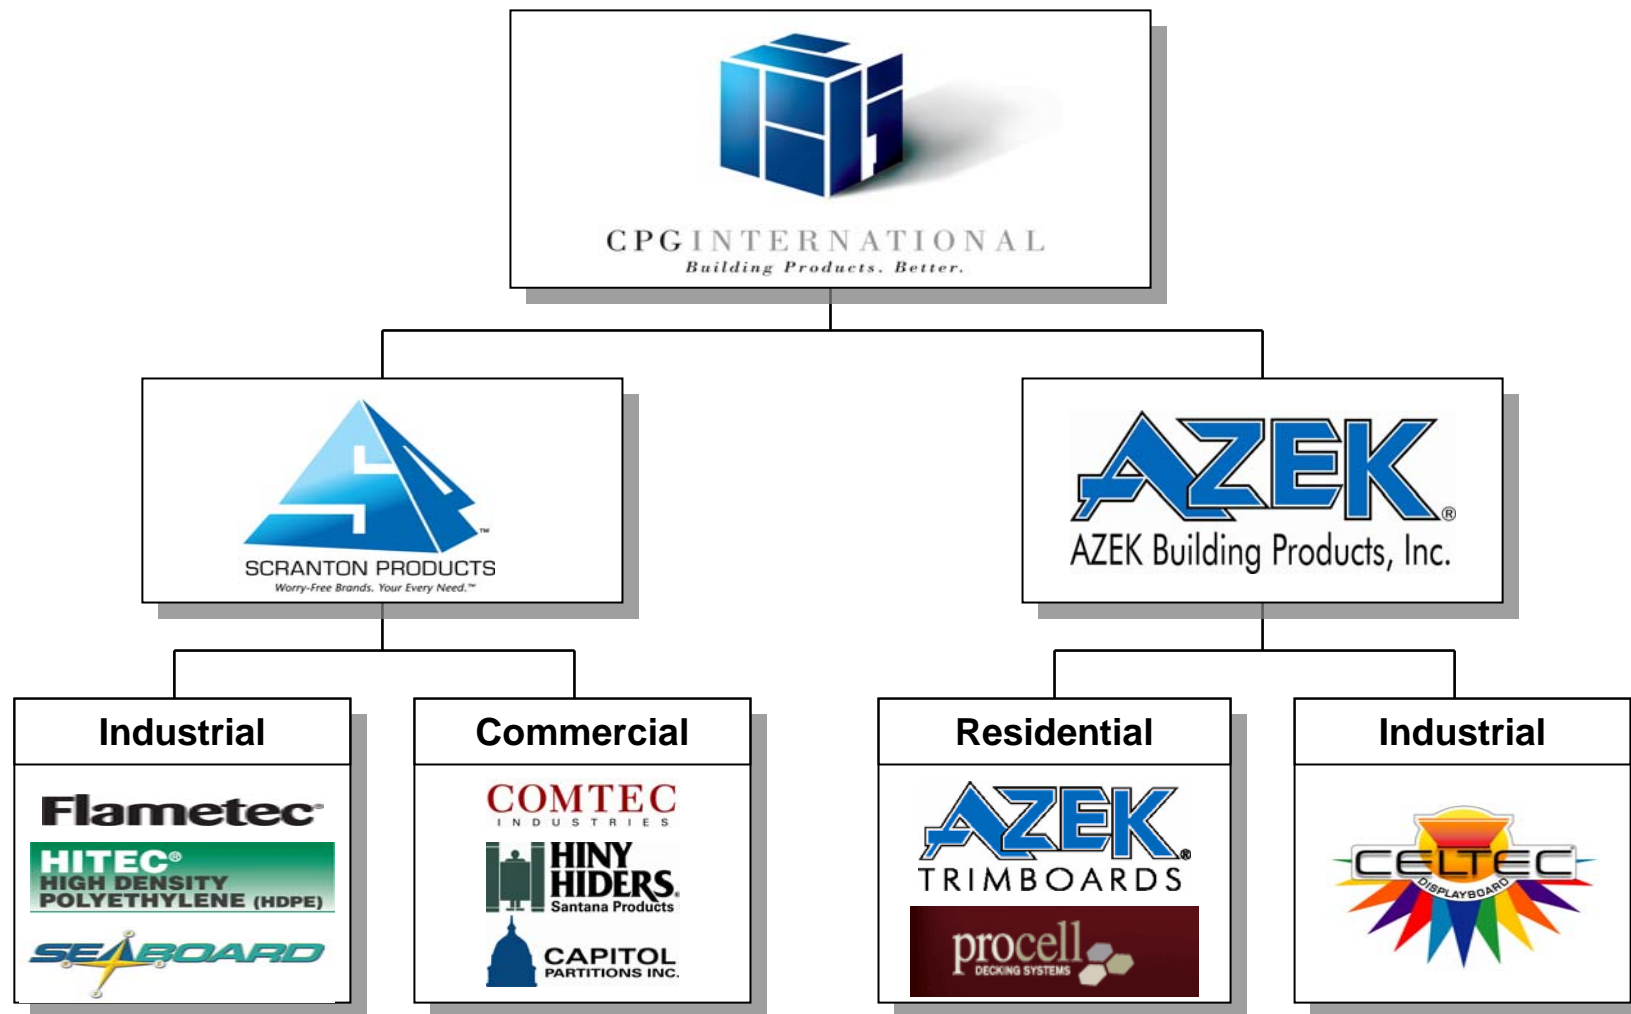 CPG INTERNATIONAL
Building Products. Better.
SCRANTON PRODUCTS
Worry-Free Brands. Your Every Need.™
AZEK®
AZEK Building Products, Inc.
Industrial
Flametec®
HITEC®
HIGH DENSITY
POLYETHYLENE (HDPE)
SEABOARD
Commercial
COMTEC
INDUSTRIES
HINY
HIDERS®
Santana Products
CAPITOL
PARTITIONS INC.
Residential
AZEK®
TRIMBOARDS
procell
DECKING SYSTEMS
Industrial
CELTEC
DISPLAYBOARD